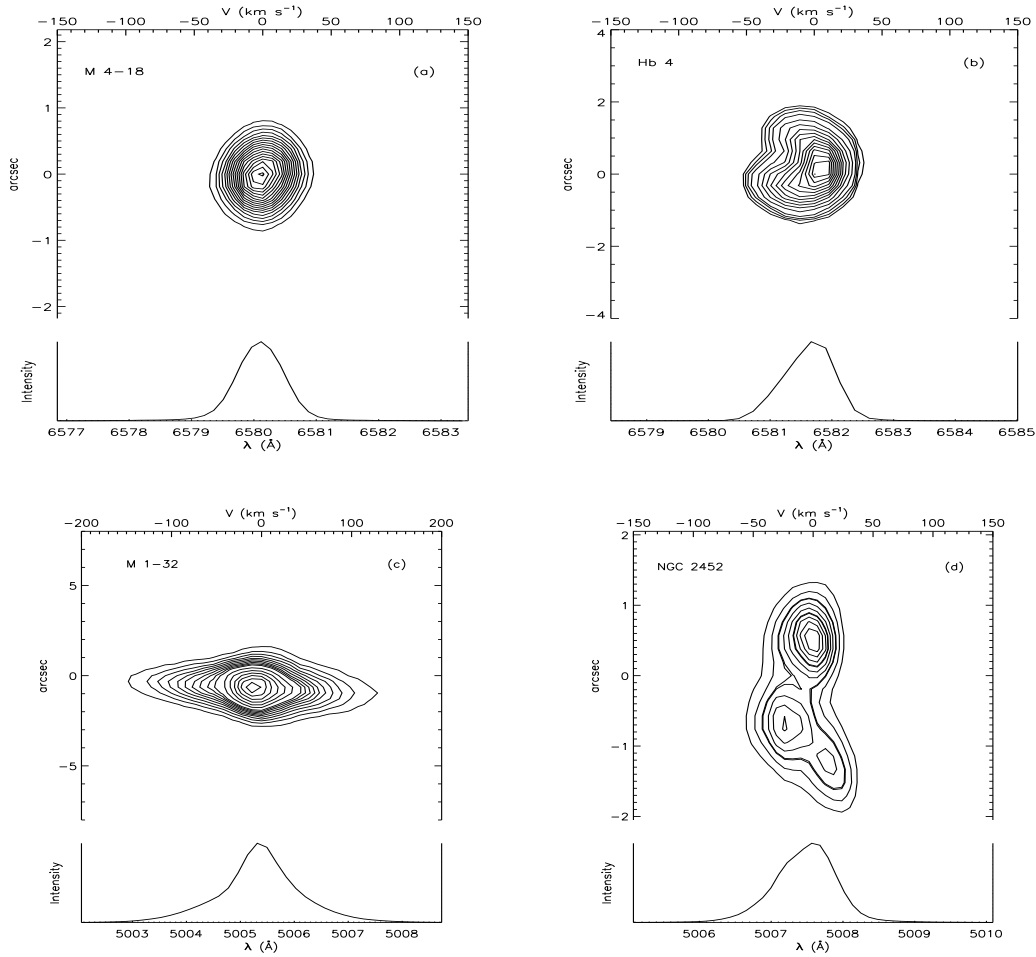 V (km s⁻¹)
−150 −100 −50 0 50 100 150
M 4−18 (a)
2
1
0
−1
−2
arcsec
Intensity
6577 6578 6579 6580 6581 6582 6583
λ (Å)
V (km s⁻¹)
−150 −100 −50 0 50 100 150
Hb 4 (b)
4
2
0
−2
−4
arcsec
Intensity
6579 6580 6581 6582 6583 6584 6585
λ (Å)
V (km s⁻¹)
−200 −100 0 100 200
M 1−32 (c)
5
0
−5
arcsec
Intensity
5003 5004 5005 5006 5007 5008
λ (Å)
V (km s⁻¹)
−150 −100 −50 0 50 100 150
NGC 2452 (d)
2
1
0
−1
−2
arcsec
Intensity
5006 5007 5008 5009 5010
λ (Å)